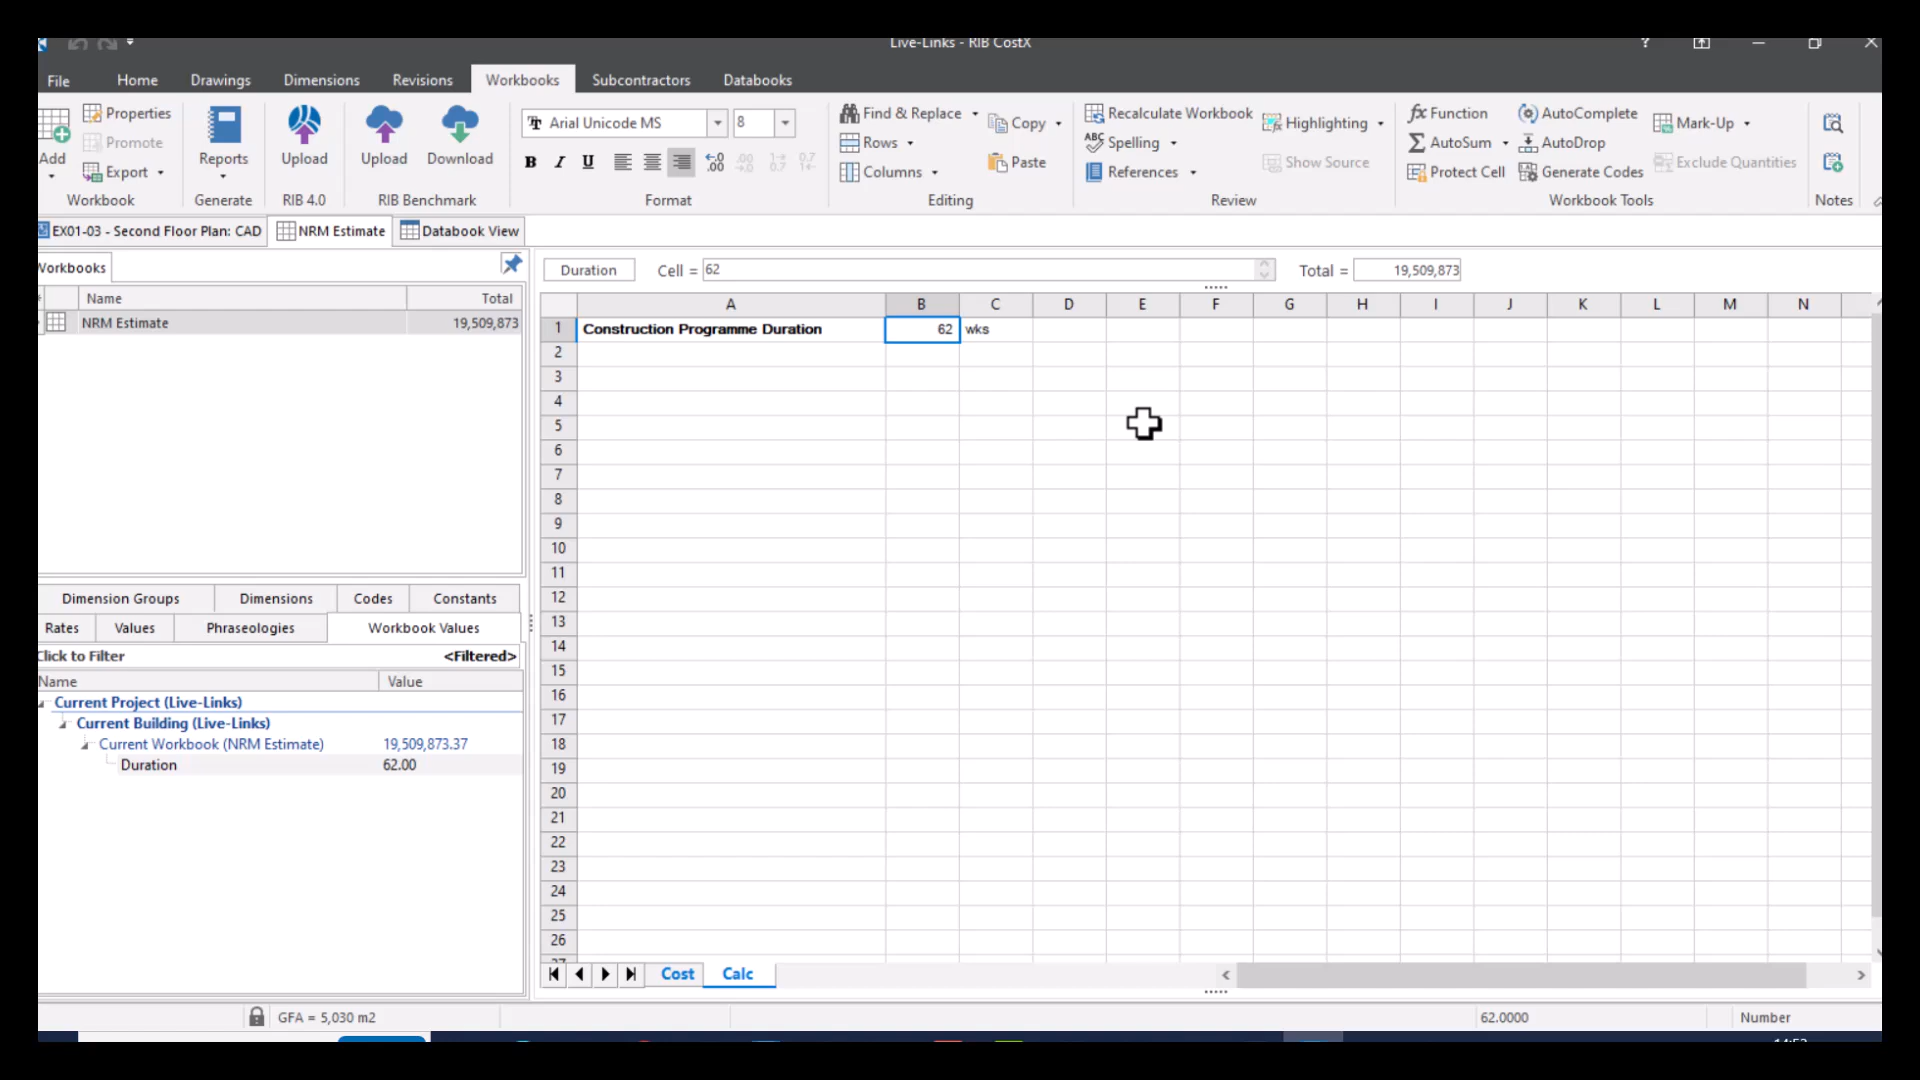 Live-Links - RIB CostX
?
File Home Drawings Dimensions Revisions Workbooks Subcontractors Databooks
Add
Workbook
Properties
Promote
Export
Reports
Generate
Upload
RIB 4.0
Upload Download
RIB Benchmark
Arial Unicode MS 8
B I U
Format
Find & Replace
Rows
Columns
Copy
Paste
Editing
Recalculate Workbook
Spelling
References
Highlighting
Show Source
Review
Function
AutoSum
Protect Cell
AutoComplete
AutoDrop
Generate Codes
Mark-Up
Exclude Quantities
Workbook Tools
Notes
EX01-03 - Second Floor Plan: CAD NRM Estimate Databook View
Workbooks
Name Total
NRM Estimate 19,509,873
Duration Cell = 62 Total = 19,509,873
A B C D E F G H I J K L M N
1 Construction Programme Duration 62 wks
2
3
4
5
6
7
8
9
10
11
12
13
14
15
16
17
18
19
20
21
22
23
24
25
26
27
Dimension Groups Dimensions Codes Constants
Rates Values Phraseologies Workbook Values
Click to Filter <Filtered>
Name Value
Current Project (Live-Links)
Current Building (Live-Links)
Current Workbook (NRM Estimate) 19,509,873.37
Duration 62.00
Cost Calc
GFA = 5,030 m2 62.0000 Number